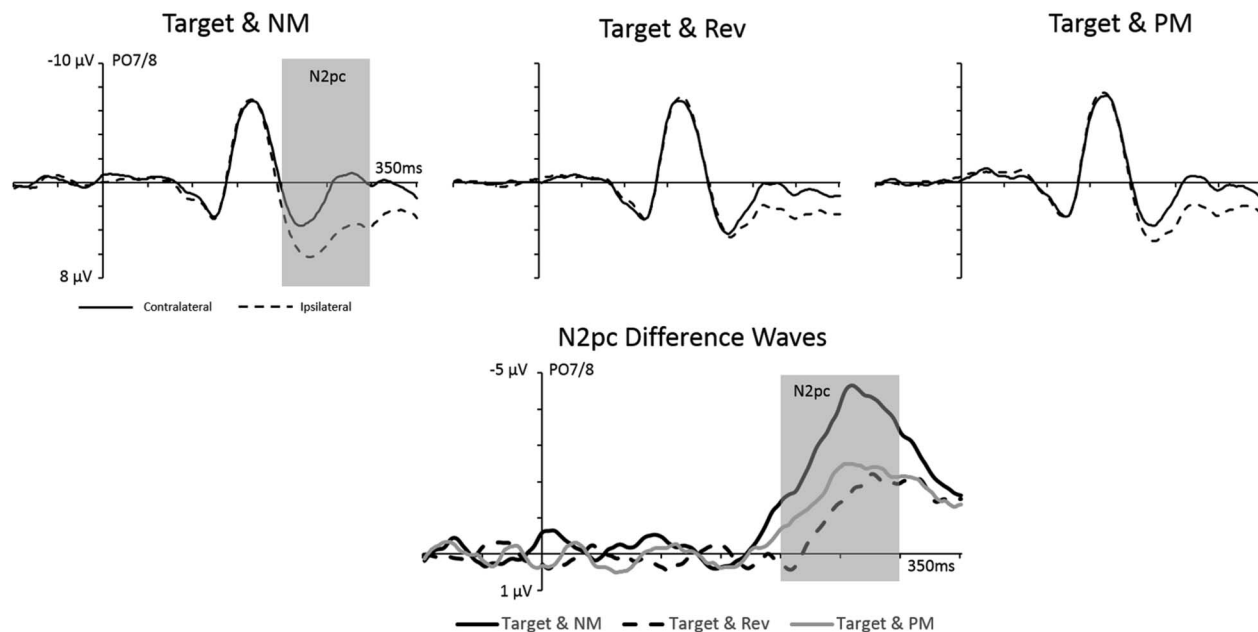 Target & NM
Target & Rev
Target & PM
-10 µV
PO7/8
N2pc
350ms
8 µV
Contralateral
Ipsilateral
N2pc Difference Waves
-5 µV
PO7/8
N2pc
350ms
1 µV
Target & NM
Target & Rev
Target & PM